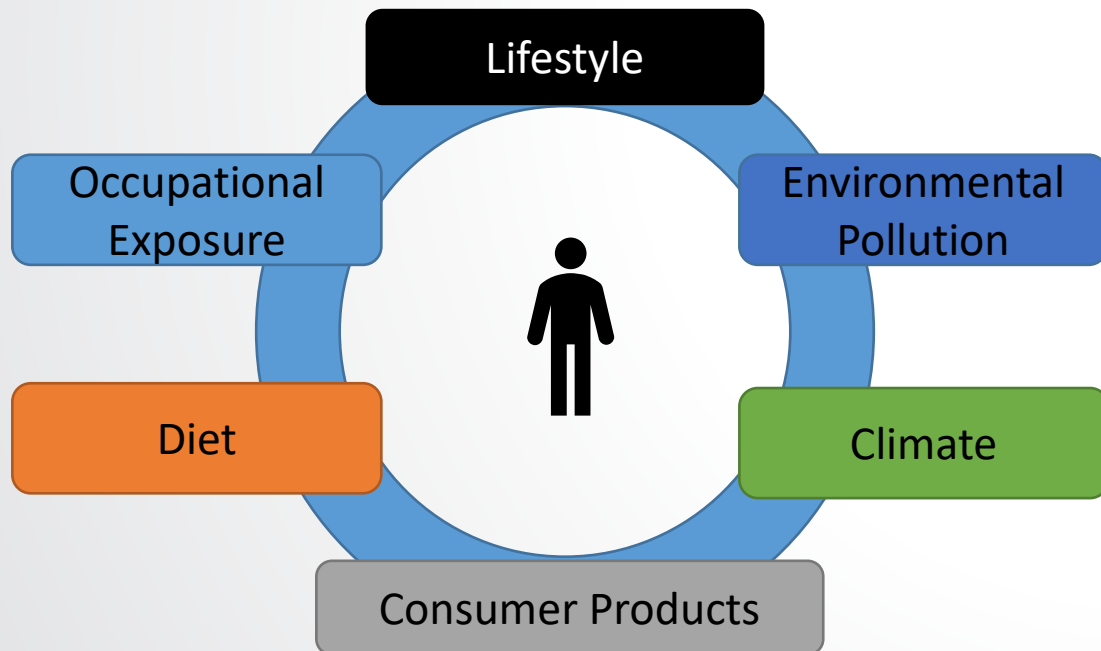 Lifestyle
Occupational
Exposure
Environmental
Pollution
Diet
Climate
Consumer Products